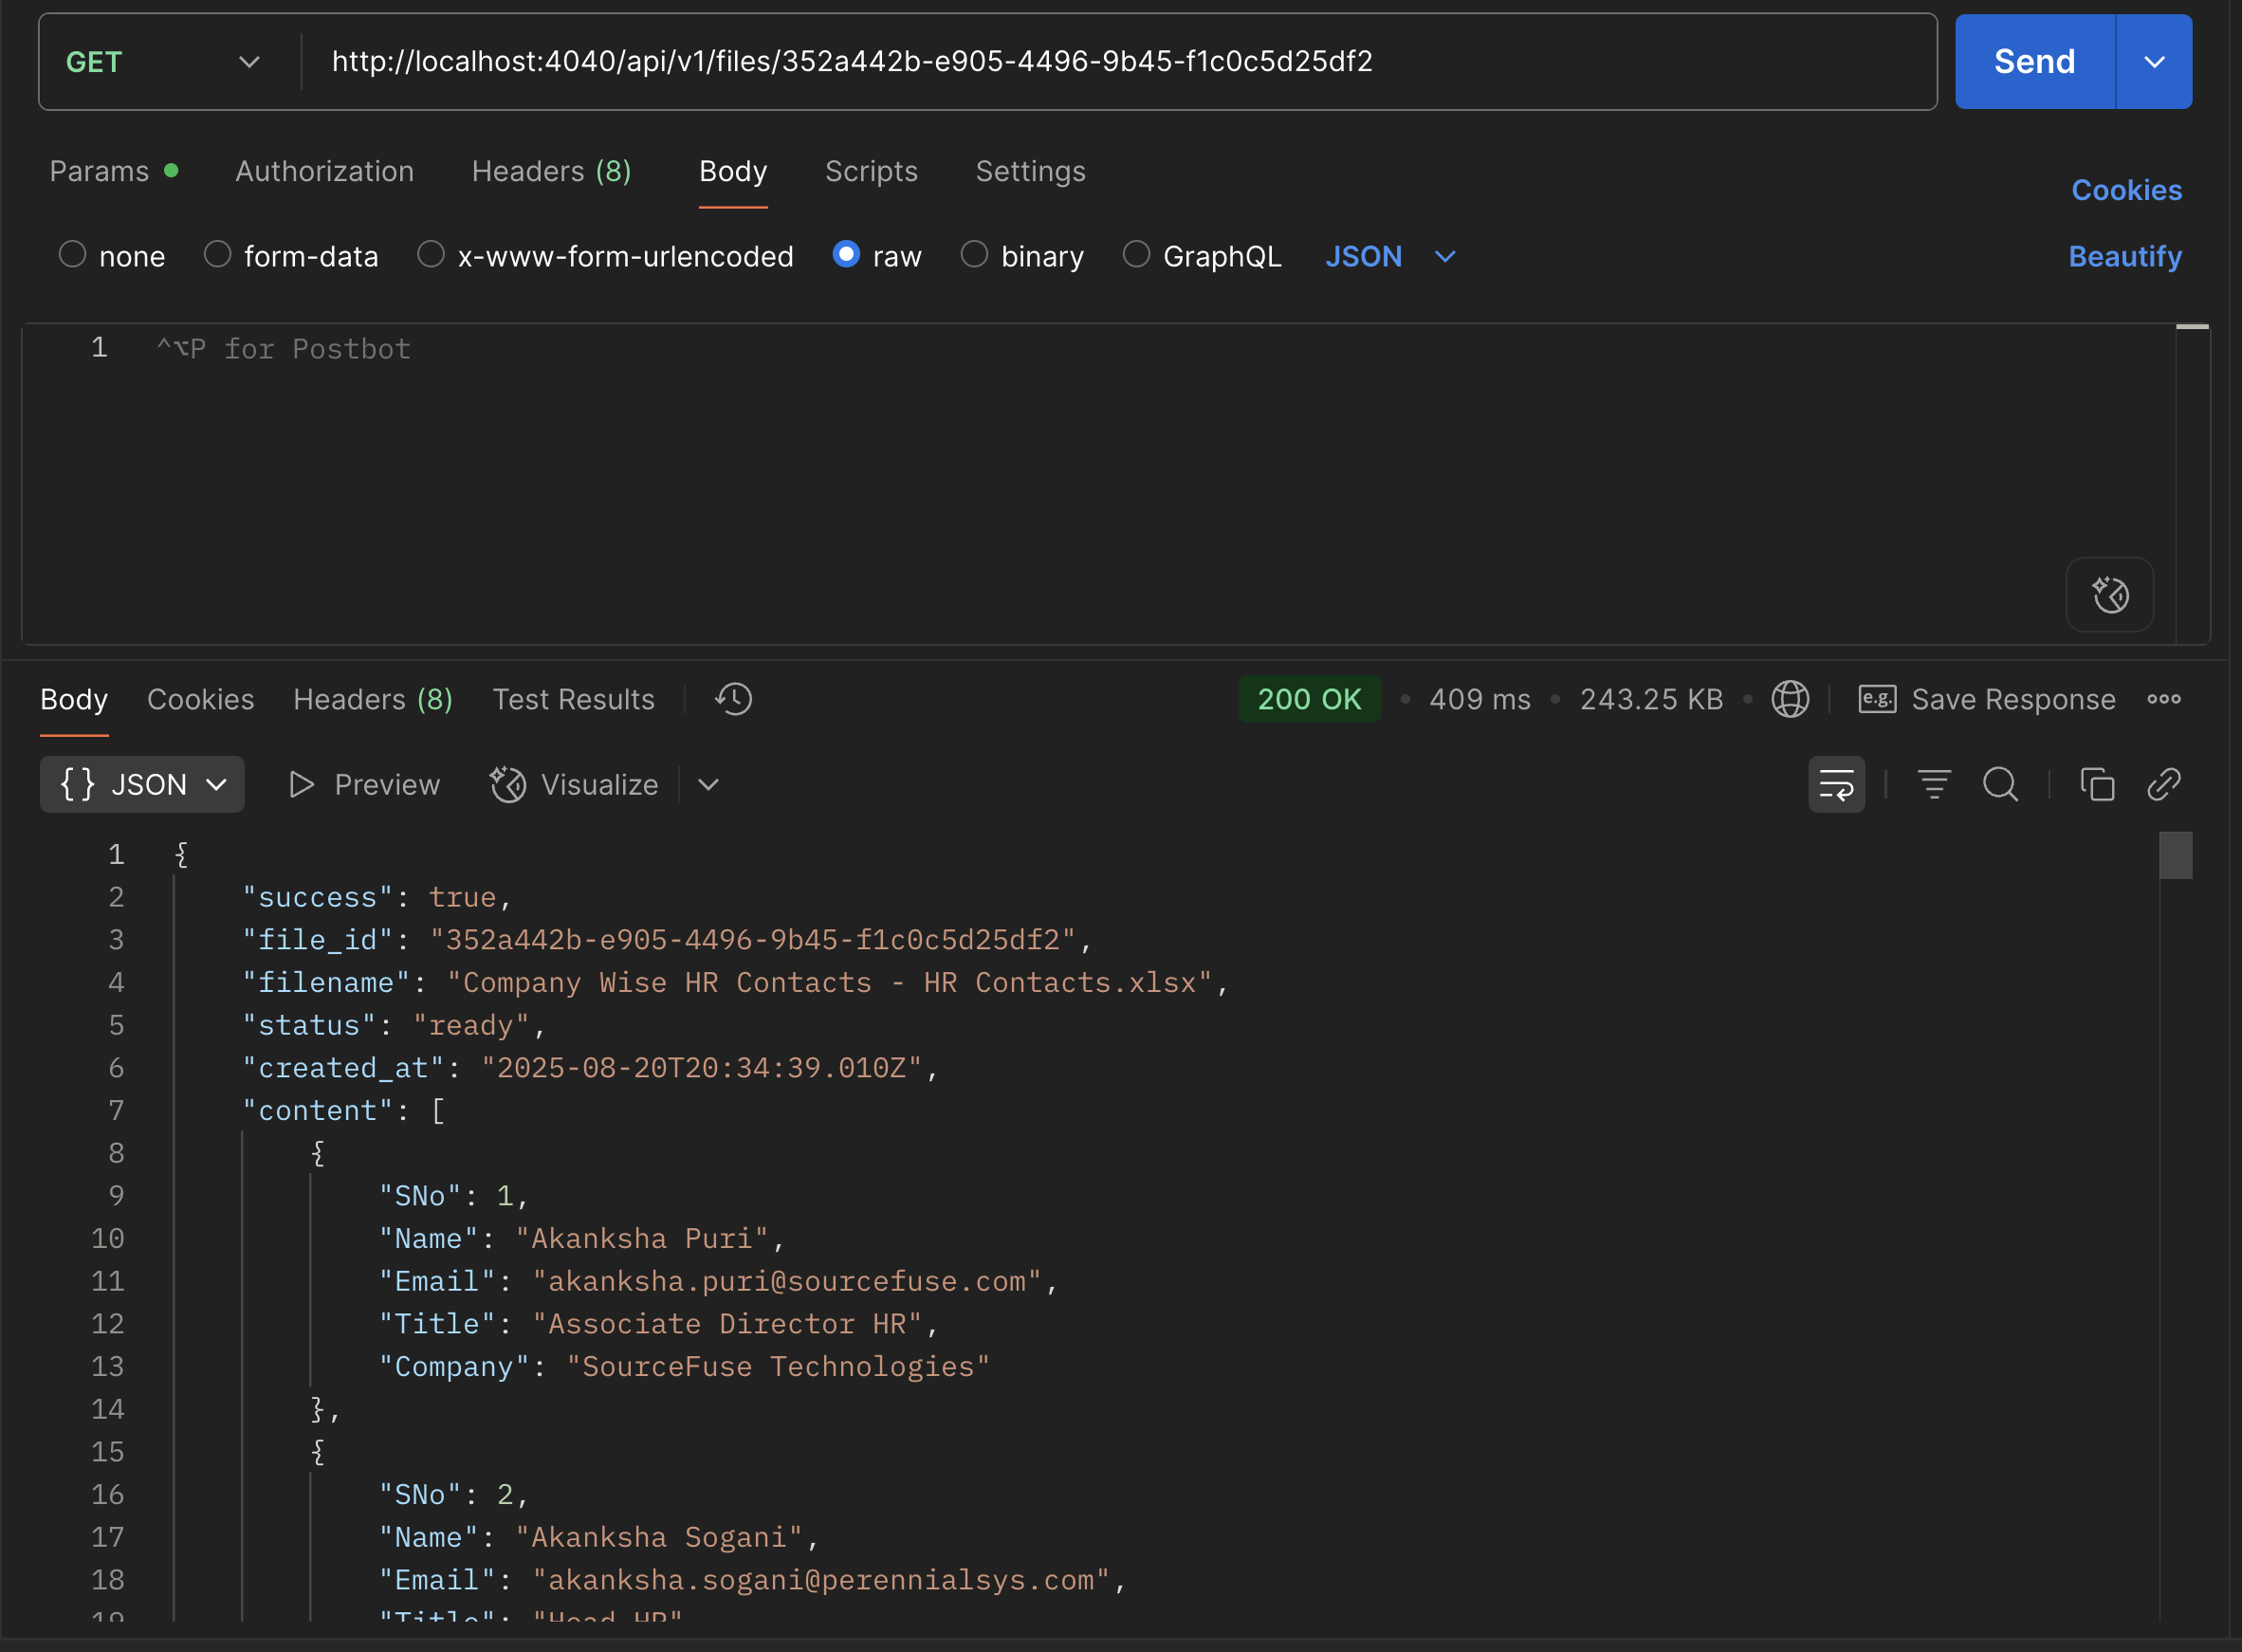 GET http://localhost:4040/api/v1/files/352a442b-e905-4496-9b45-f1c0c5d25df2 Send
Params Authorization Headers (8) Body Scripts Settings Cookies
none form-data x-www-form-urlencoded raw binary GraphQL JSON Beautify
1 ^⌥P for Postbot
Body Cookies Headers (8) Test Results 200 OK • 409 ms • 243.25 KB • e.g. Save Response
{} JSON Preview Visualize
1 {
2 "success": true,
3 "file_id": "352a442b-e905-4496-9b45-f1c0c5d25df2",
4 "filename": "Company Wise HR Contacts - HR Contacts.xlsx",
5 "status": "ready",
6 "created_at": "2025-08-20T20:34:39.010Z",
7 "content": [
8 {
9 "SNo": 1,
10 "Name": "Akanksha Puri",
11 "Email": "akanksha.puri@sourcefuse.com",
12 "Title": "Associate Director HR",
13 "Company": "SourceFuse Technologies"
14 },
15 {
16 "SNo": 2,
17 "Name": "Akanksha Sogani",
18 "Email": "akanksha.sogani@perennialsys.com",
19 "Title": "Head HR"